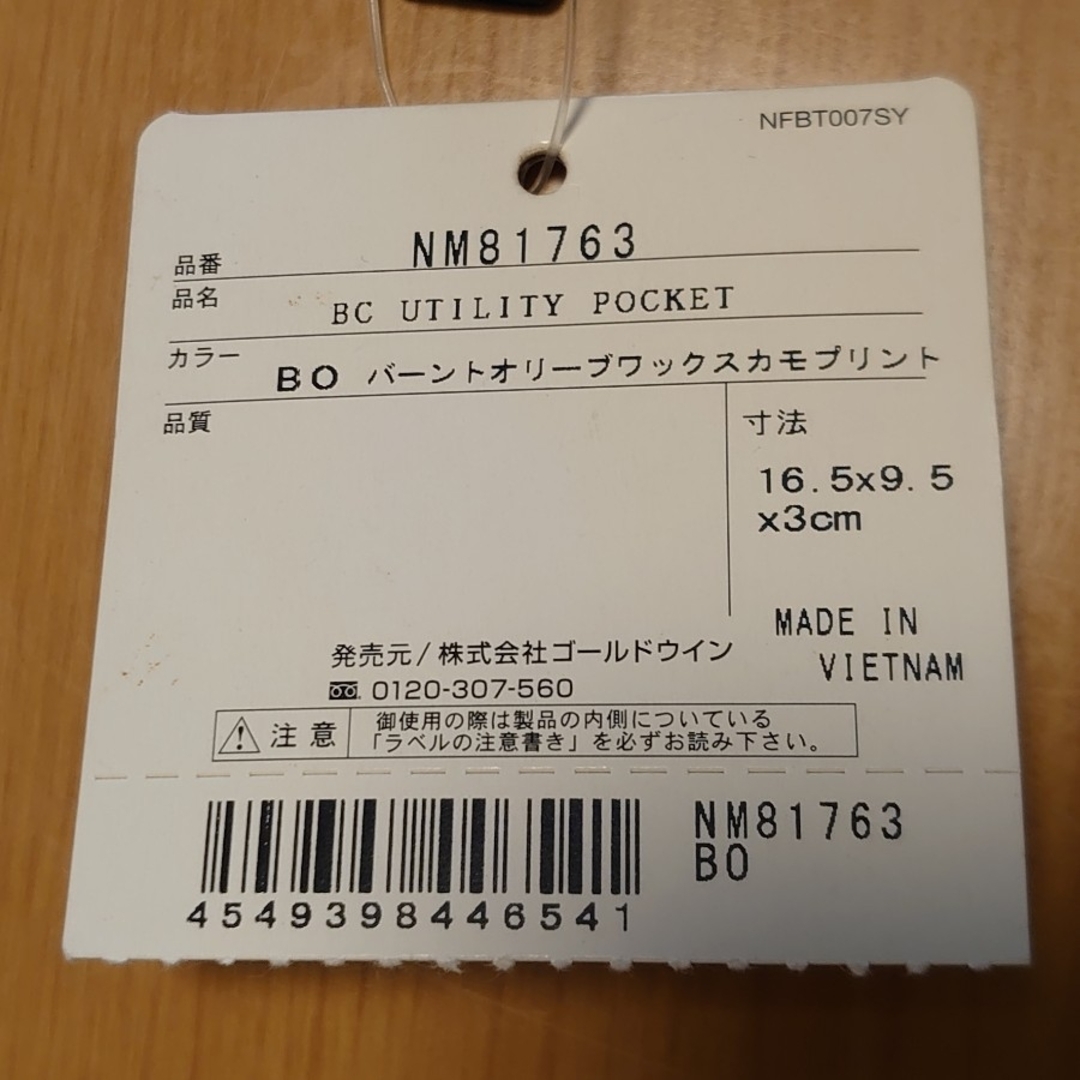 NFBT007SY
品番 NM81763
品名 BC UTILITY POCKET
カラー BO バーントオリーブワックスカモプリント
品質 寸法
16.5x9.5
x3cm
MADE IN
VIETNAM
発売元/株式会社ゴールドウイン
0120-307-560
注意 御使用の際は製品の内側についている
「ラベルの注意書き」を必ずお読み下さい。
NM81763
BO
4549398446541